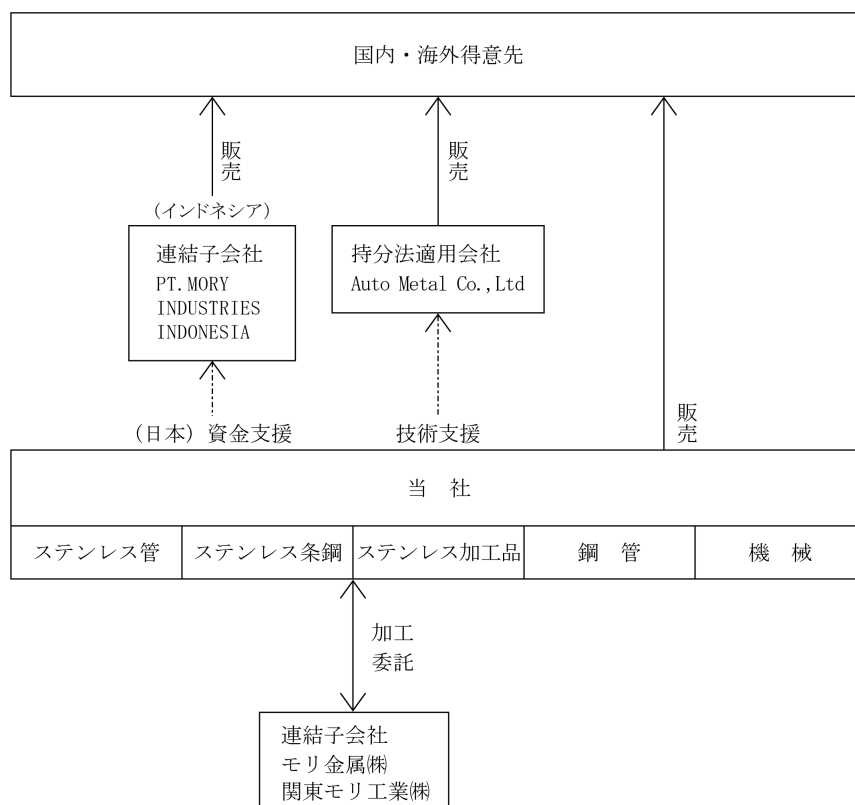 国内・海外得意先
販売
販売
(インドネシア)
連結子会社
PT.MORY
INDUSTRIES
INDONESIA
持分法適用会社
Auto Metal Co.,Ltd
販売
(日本) 資金支援
技術支援
当 社
ステンレス管
ステンレス条鋼
ステンレス加工品
鋼 管
機 械
加工
委託
連結子会社
モリ金属㈱
関東モリ工業㈱